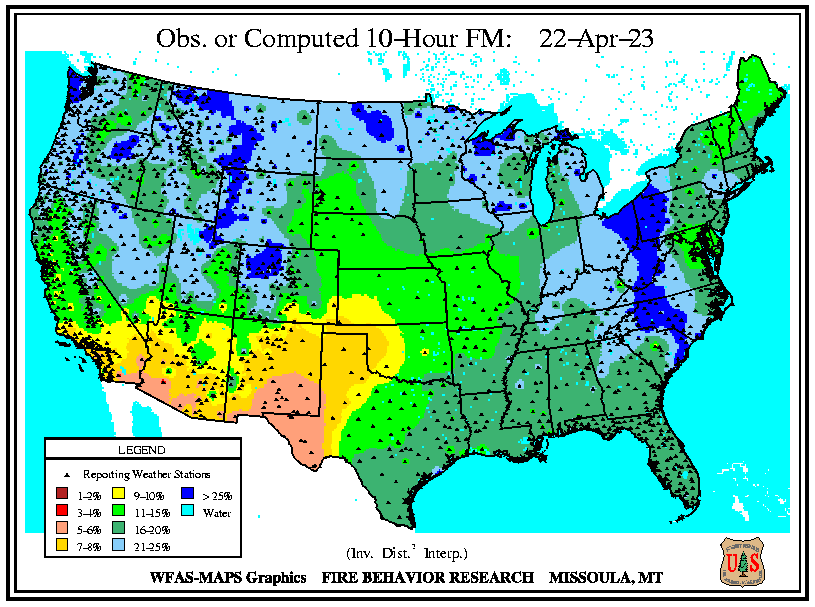 Obs. or Computed 10-Hour FM: 22-Apr-23
LEGEND
Reporting Weather Stations
1-2% 9-10% > 25%
3-4% 11-15% Water
5-6% 16-20%
7-8% 21-25%
(Inv. Dist.² Interp.)
WFAS-MAPS Graphics FIRE BEHAVIOR RESEARCH MISSOULA, MT
U S